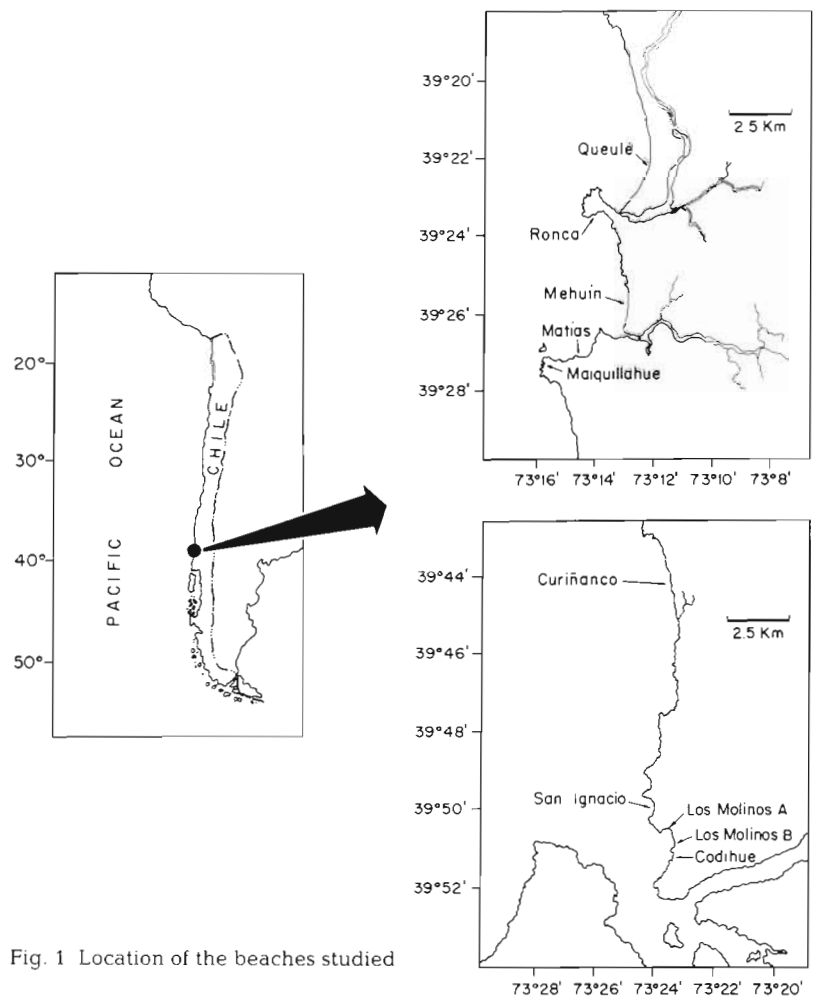 20°
30°
40°
50°
PACIFIC OCEAN
CHILE
39°20'
39°22'
39°24'
39°26'
39°28'
2 5 Km
Queule
Ronca
Mehuin
Matias
Maiquillahue
73°16' 73°14' 73°12' 73°10' 73°8'
39°44'
39°46'
39°48'
39°50'
39°52'
Curiñanco
2.5 Km
San Ignacio
Los Molinos A
Los Molinos B
Codihue
73°28' 73°26' 73°24' 73°22' 73°20'
Fig. 1 Location of the beaches studied